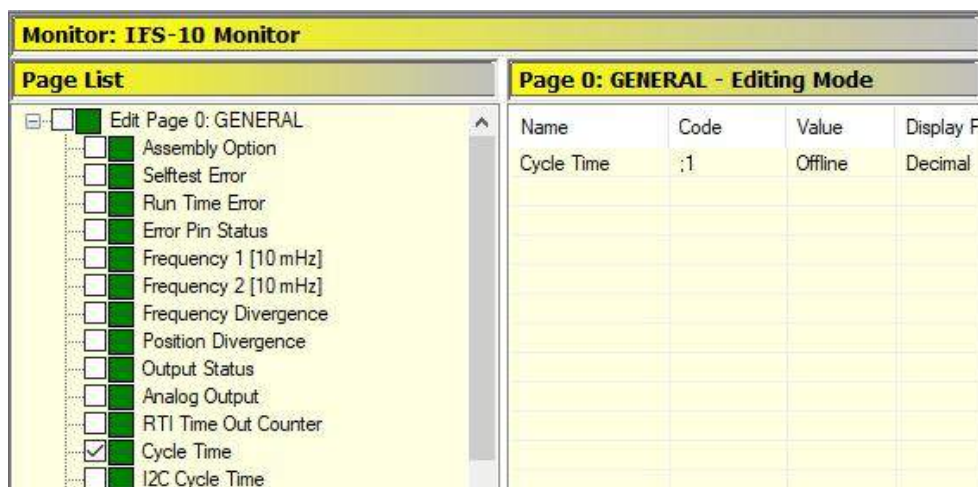 Monitor: IFS-10 Monitor
Page List
Edit Page 0: GENERAL
Assembly Option
Selftest Error
Run Time Error
Error Pin Status
Frequency 1 [10 mHz]
Frequency 2 [10 mHz]
Frequency Divergence
Position Divergence
Output Status
Analog Output
RTI Time Out Counter
Cycle Time
I2C Cycle Time
Page 0: GENERAL - Editing Mode
Name Code Value Display F
Cycle Time ;1 Offline Decimal